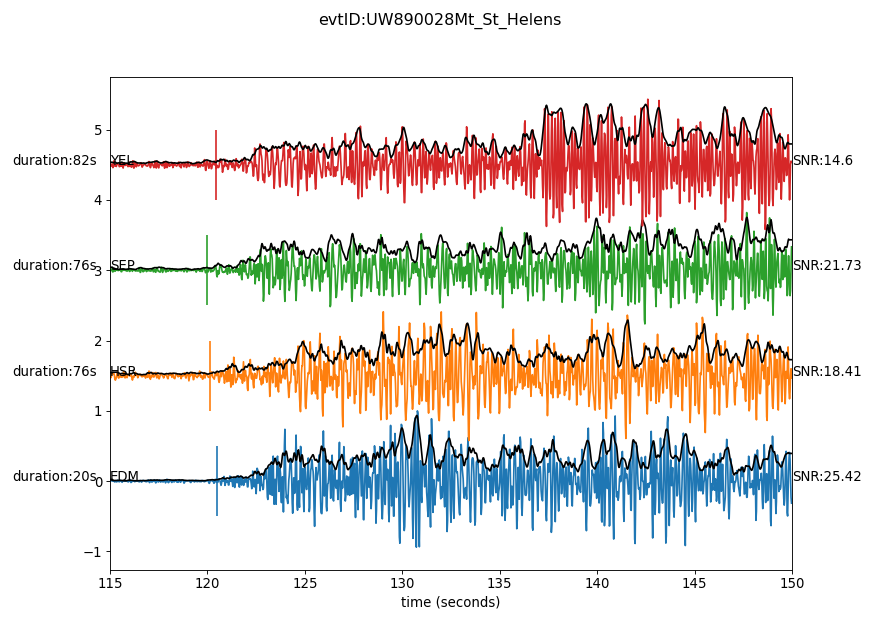 evtID:UW890028Mt_St_Helens
5
duration:82s YEL SNR:14.6
4
duration:76s SEP SNR:21.73
3
2
duration:76s HSR SNR:18.41
1
duration:20s EDM SNR:25.42
0
−1
115 120 125 130 135 140 145 150
time (seconds)